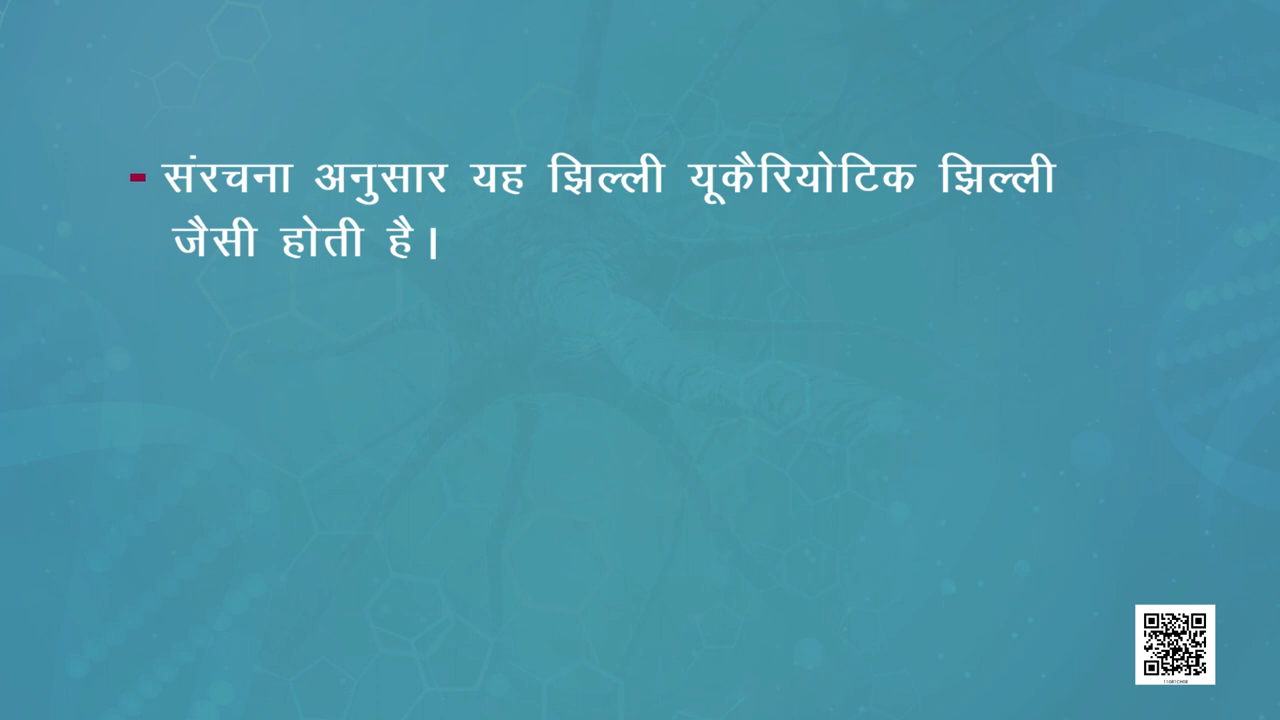 - संरचना अनुसार यह झिल्ली यूकैरियोटिक झिल्ली
जैसी होती है।